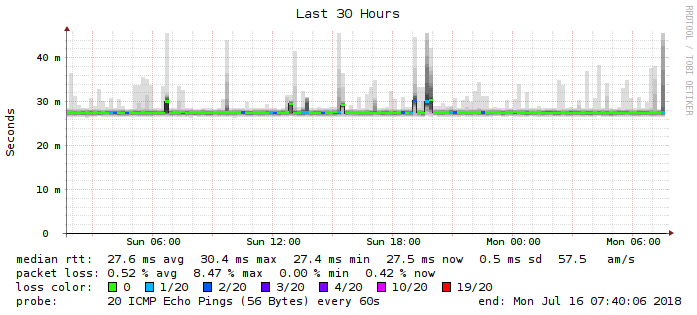 Last 30 Hours
RRDTOOL / TOBI OETIKER
Seconds
40 m
30 m
20 m
10 m
0
Sun 06:00 Sun 12:00 Sun 18:00 Mon 00:00 Mon 06:00
median rtt: 27.6 ms avg 30.4 ms max 27.4 ms min 27.5 ms now 0.5 ms sd 57.5 am/s
packet loss: 0.52 % avg 8.47 % max 0.00 % min 0.42 % now
loss color: 0 1/20 2/20 3/20 4/20 10/20 19/20
probe: 20 ICMP Echo Pings (56 Bytes) every 60s end: Mon Jul 16 07:40:06 2018